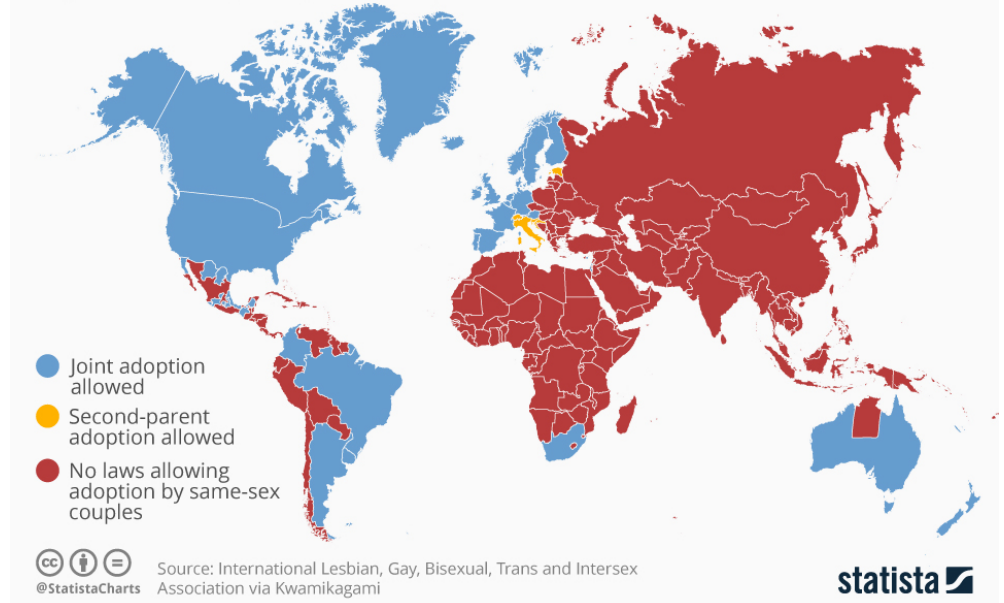 Joint adoption
allowed
Second-parent
adoption allowed
No laws allowing
adoption by same-sex
couples
cc
@StatistaCharts
Source: International Lesbian, Gay, Bisexual, Trans and Intersex
Association via Kwamikagami
statista